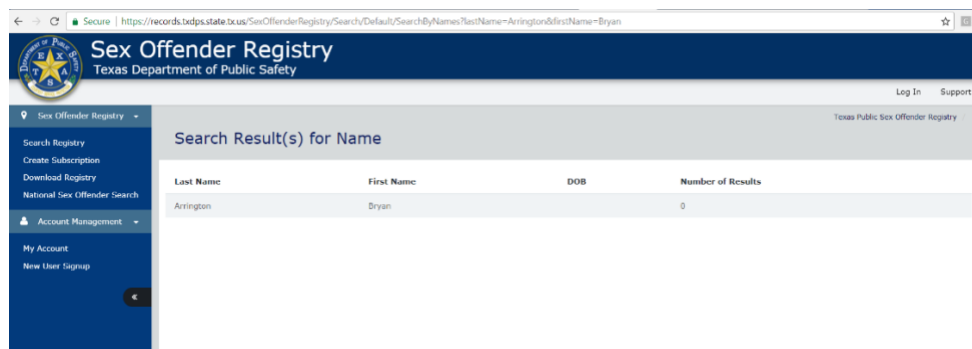 Secure | https://records.txdps.state.tx.us/SexOffenderRegistry/Search/Default/SearchByNames?lastName=Arrington&firstName=Bryan
Sex Offender Registry
Texas Department of Public Safety
Log In Support
Sex Offender Registry
Texas Public Sex Offender Registry /
Search Registry
Create Subscription
Download Registry
National Sex Offender Search
Account Management
My Account
New User Signup
Search Result(s) for Name
Last Name First Name DOB Number of Results
Arrington Bryan 0